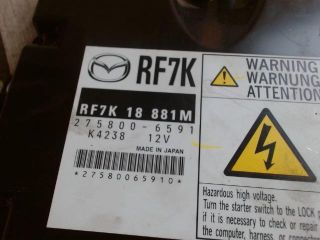 RF7K
RF7K 18 881M
275800-6591
K4238 12V
MADE IN JAPAN
*27580065910*
WARNING
WARNUNG
ATTENTION
Hazardous high voltage.
Turn the starter switch to the LOCK
if it is necessary to check or repair
the computer, harness, or